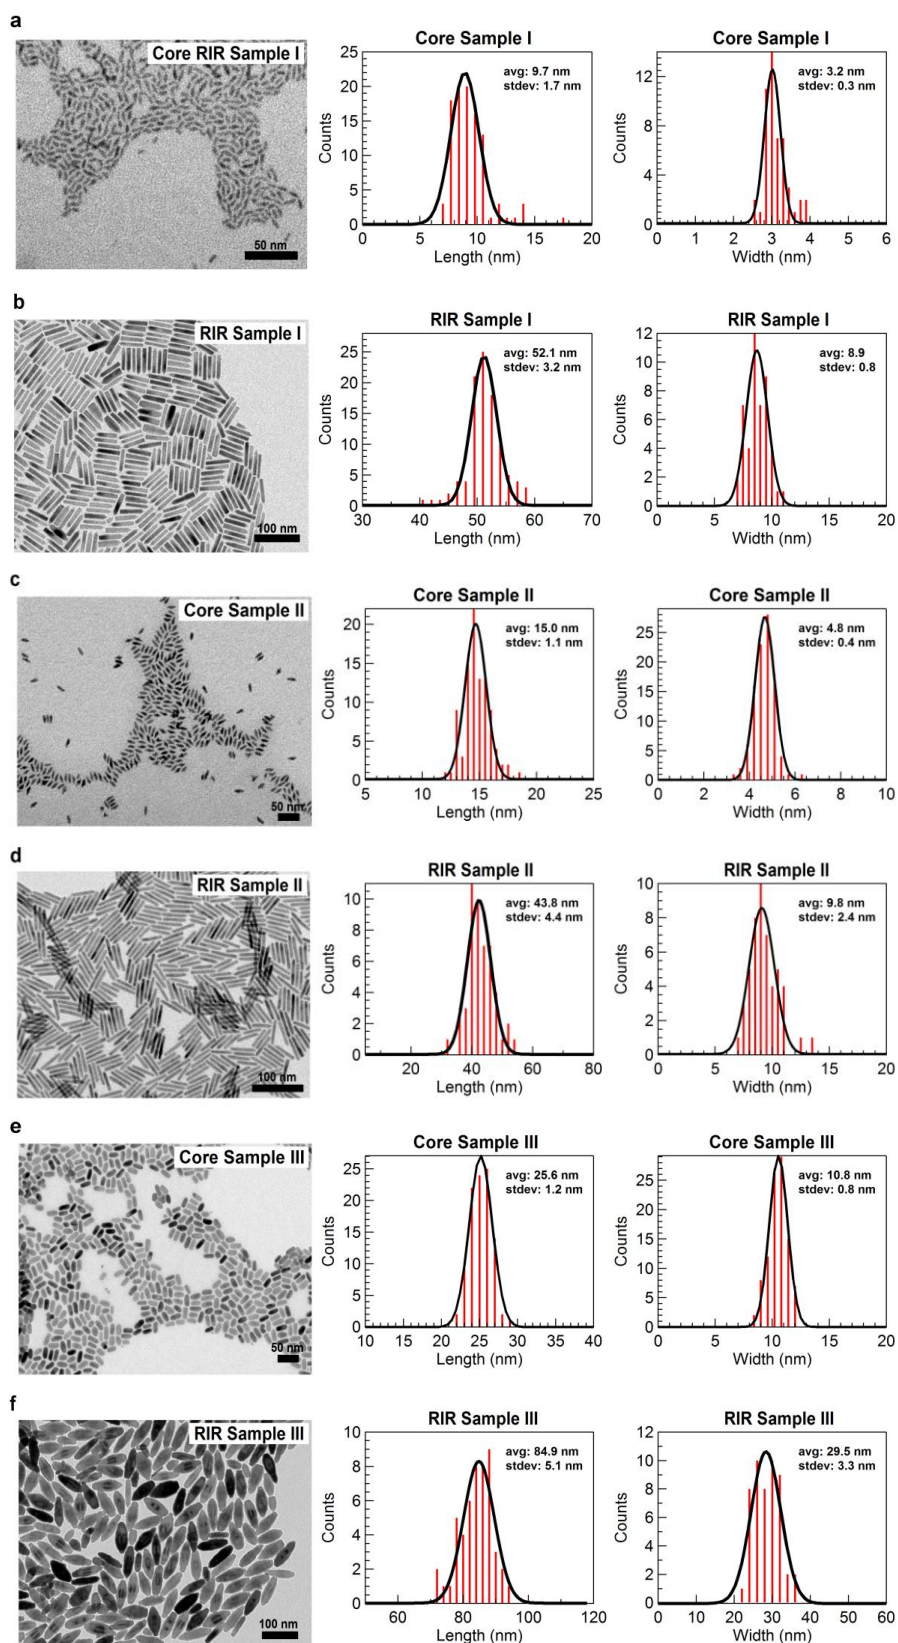 a
Core RIR Sample I
50 nm
Core Sample I
avg: 9.7 nm
stdev: 1.7 nm
25
20
15
10
5
0
Counts
0 5 10 15 20
Length (nm)
Core Sample I
avg: 3.2 nm
stdev: 0.3 nm
12
8
4
0
Counts
0 1 2 3 4 5 6
Width (nm)
b
RIR Sample I
100 nm
RIR Sample I
avg: 52.1 nm
stdev: 3.2 nm
25
20
15
10
5
0
Counts
30 40 50 60 70
Length (nm)
RIR Sample I
avg: 8.9
stdev: 0.8
12
10
8
6
4
2
0
Counts
0 5 10 15 20
Width (nm)
c
Core Sample II
50 nm
Core Sample II
avg: 15.0 nm
stdev: 1.1 nm
20
15
10
5
0
Counts
5 10 15 20 25
Length (nm)
Core Sample II
avg: 4.8 nm
stdev: 0.4 nm
25
20
15
10
5
0
Counts
0 2 4 6 8 10
Width (nm)
d
RIR Sample II
100 nm
RIR Sample II
avg: 43.8 nm
stdev: 4.4 nm
10
8
6
4
2
0
Counts
20 40 60 80
Length (nm)
RIR Sample II
avg: 9.8 nm
stdev: 2.4 nm
10
8
6
4
2
0
Counts
0 5 10 15 20
Width (nm)
e
Core Sample III
50 nm
Core Sample III
avg: 25.6 nm
stdev: 1.2 nm
25
20
15
10
5
0
Counts
10 15 20 25 30 35 40
Length (nm)
Core Sample III
avg: 10.8 nm
stdev: 0.8 nm
25
20
15
10
5
0
Counts
0 5 10 15 20
Width (nm)
f
RIR Sample III
100 nm
RIR Sample III
avg: 84.9 nm
stdev: 5.1 nm
10
8
6
4
2
0
Counts
60 80 100 120
Length (nm)
RIR Sample III
avg: 29.5 nm
stdev: 3.3 nm
12
10
8
6
4
2
0
Counts
0 10 20 30 40 50 60
Width (nm)